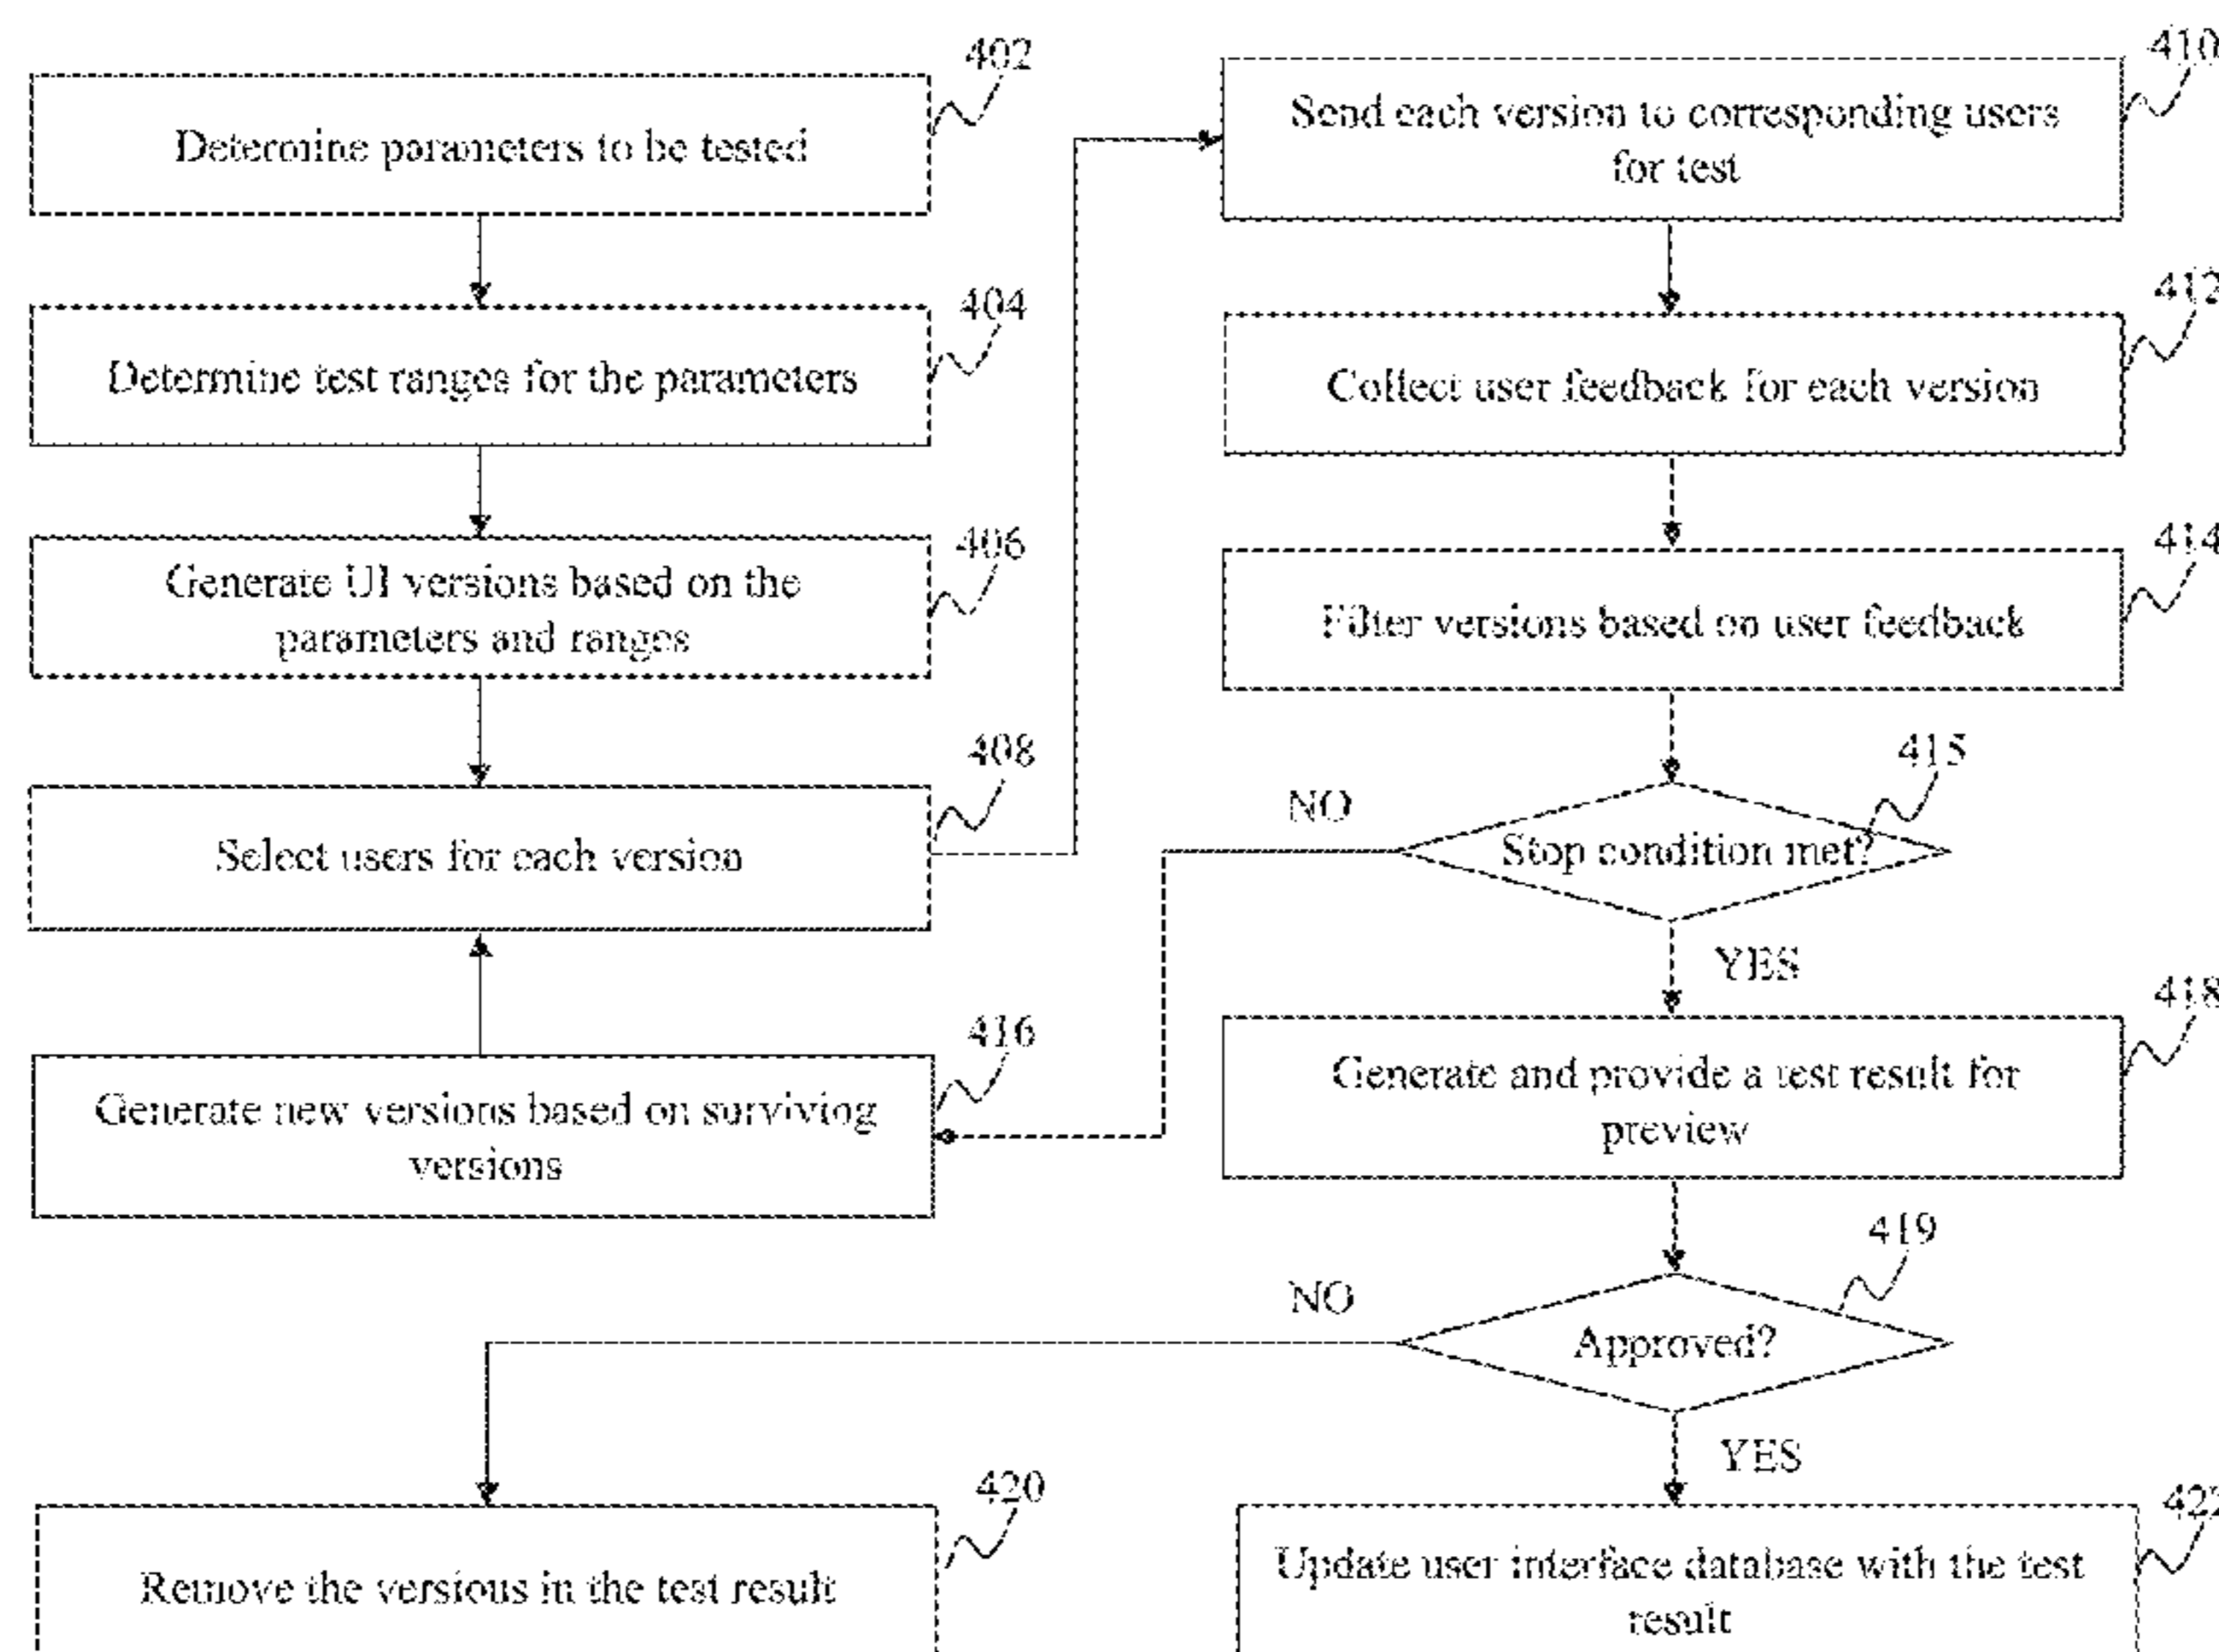 402
Determine parameters to be tested
404
Determine test ranges for the parameters
406
Generate UI versions based on the
parameters and ranges
408
Select users for each version
416
Generate new versions based on surviving
versions
410
Send each version to corresponding users
for test
412
Collect user feedback for each version
414
Filter versions based on user feedback
415
NO
Stop condition met?
YES
418
Generate and provide a test result for
preview
419
NO
Approved?
YES
420
Remove the versions in the test result
422
Update user interface database with the test
result